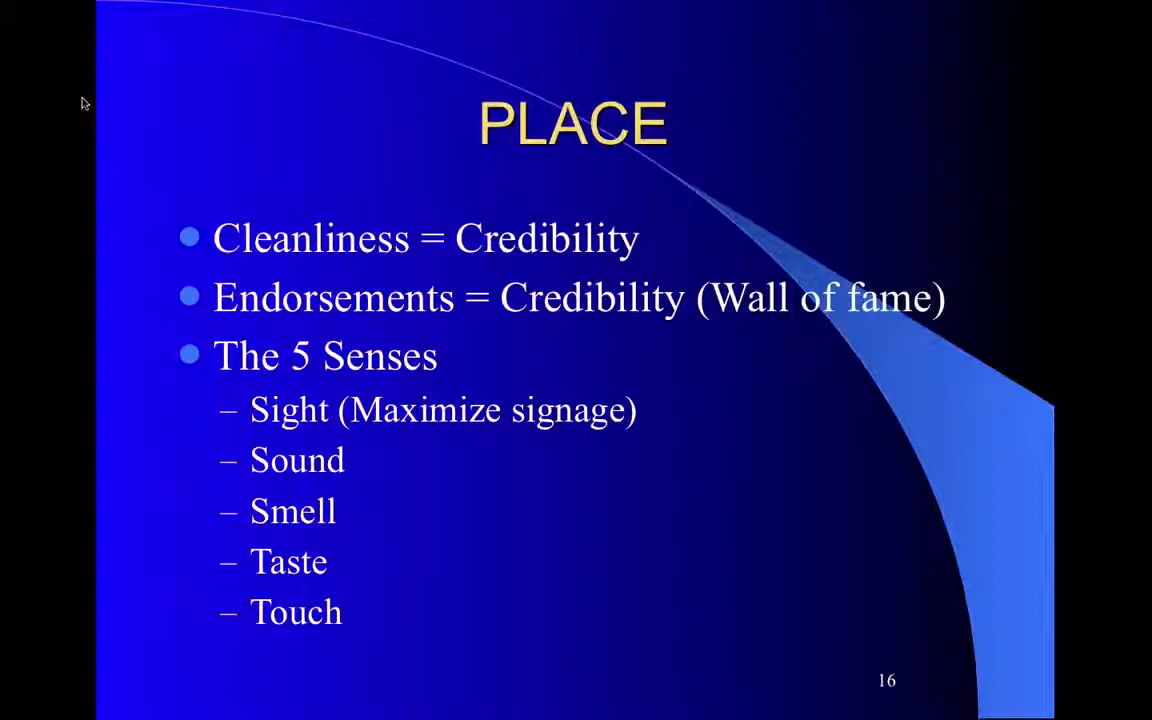 PLACE
Cleanliness = Credibility
Endorsements = Credibility (Wall of fame)
The 5 Senses
– Sight (Maximize signage)
– Sound
– Smell
– Taste
– Touch
16